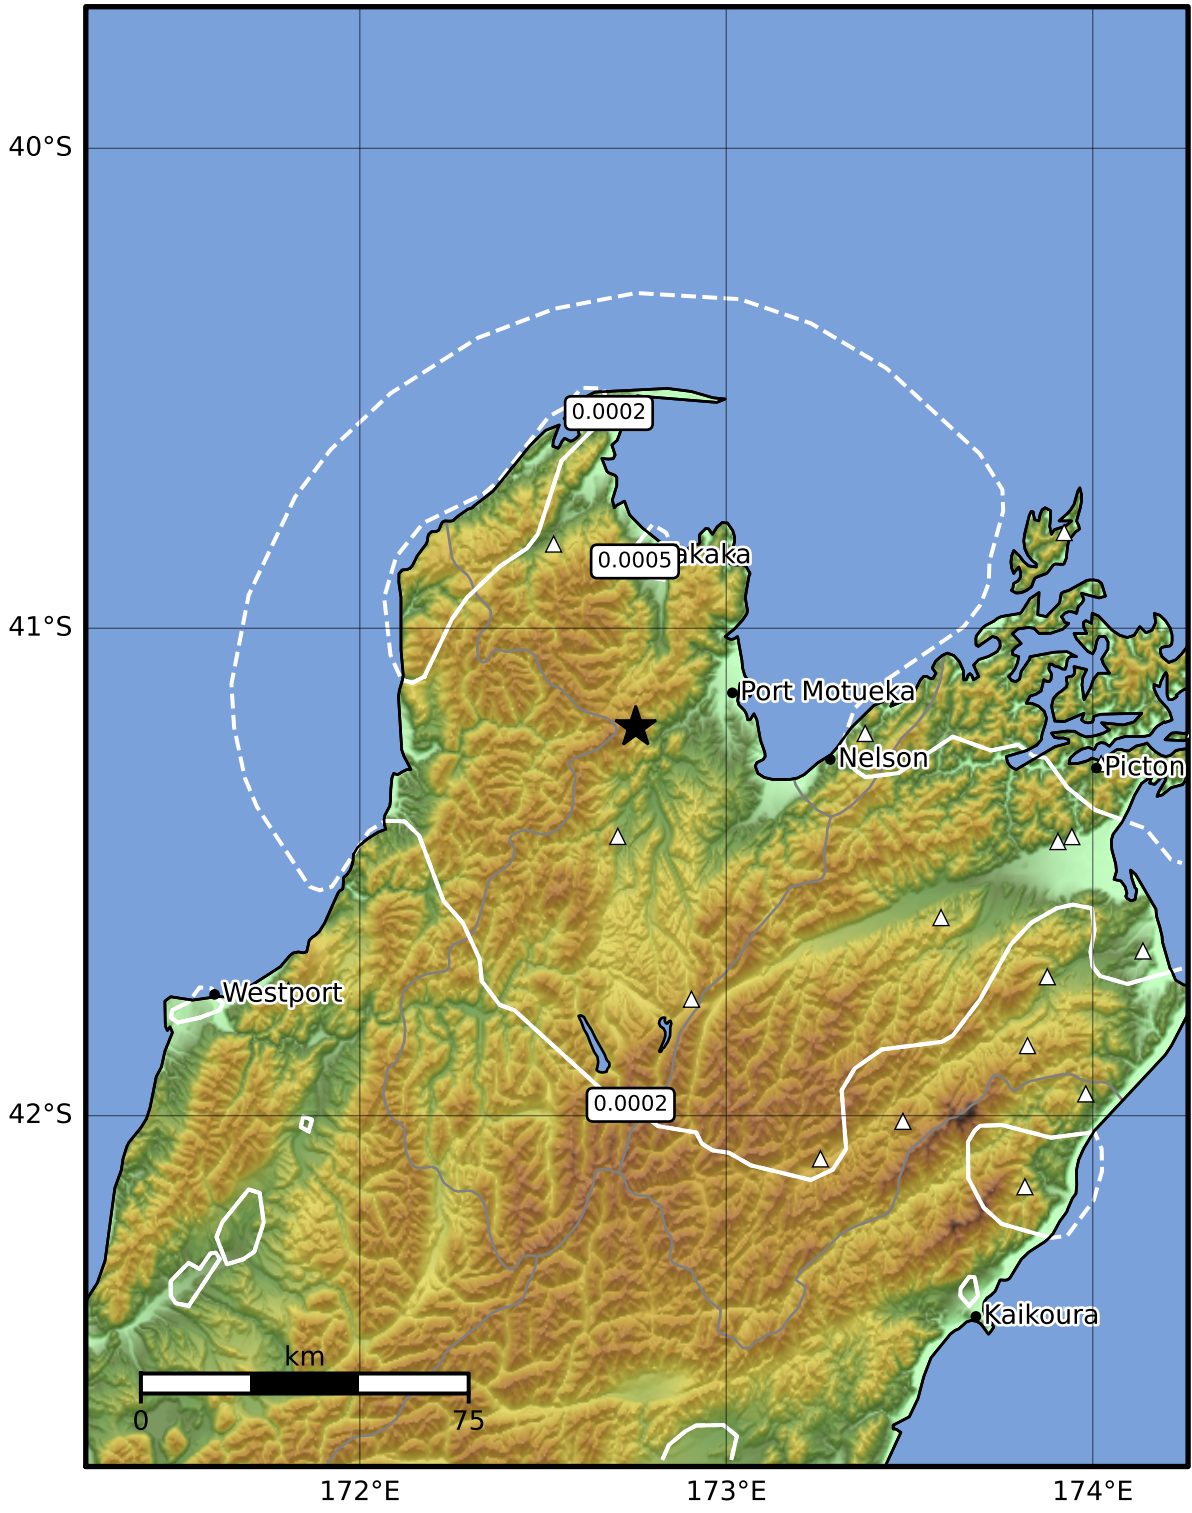 40°S
0.0002
0.0005
akaka
41°S
Port Motueka
Nelson
Picton
Westport
0.0002
42°S
Kaikoura
km
0
75
172°E
173°E
174°E